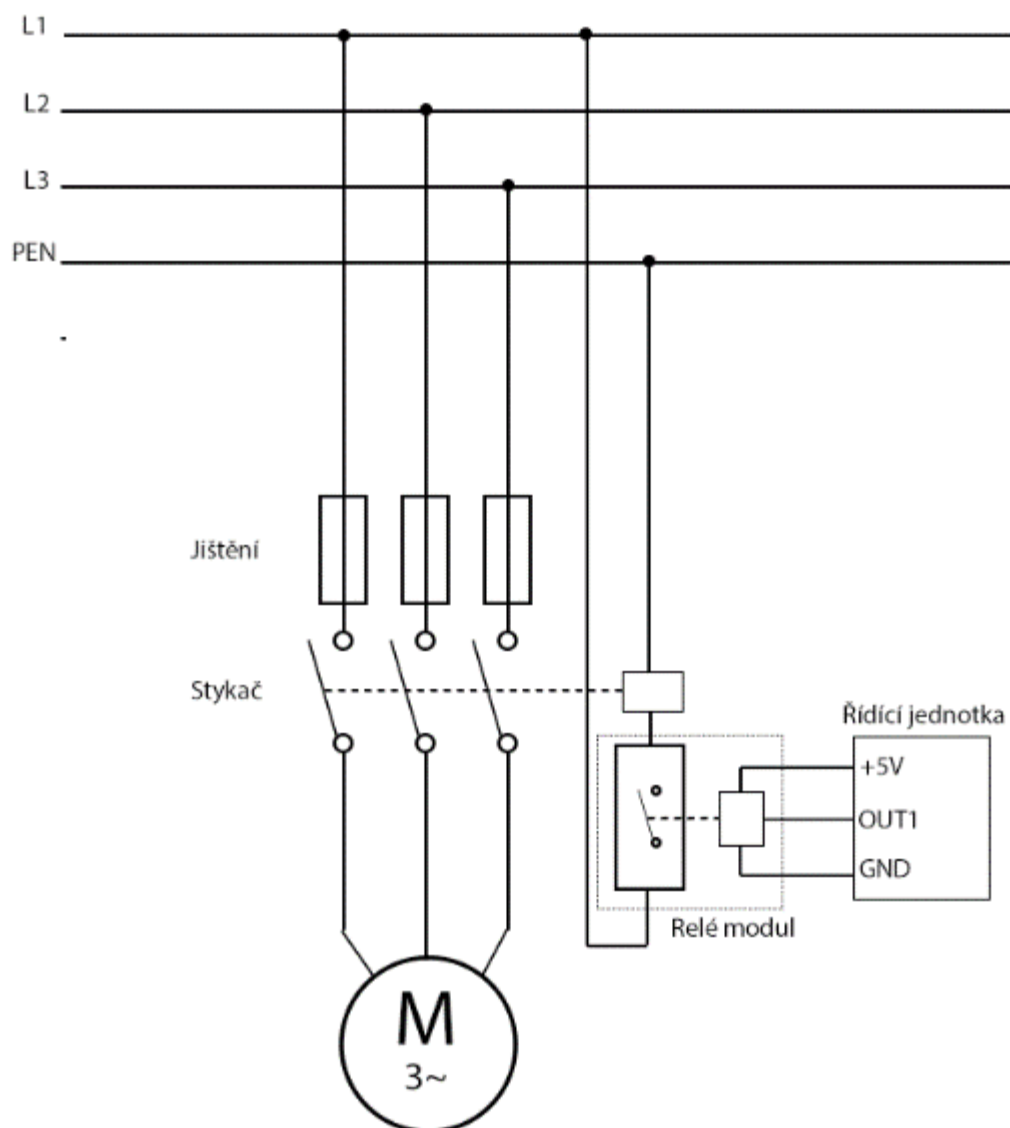 L1
L2
L3
PEN
Jištění
Stykač
Řídící jednotka
+5V
OUT1
GND
Relé modul
M
3~